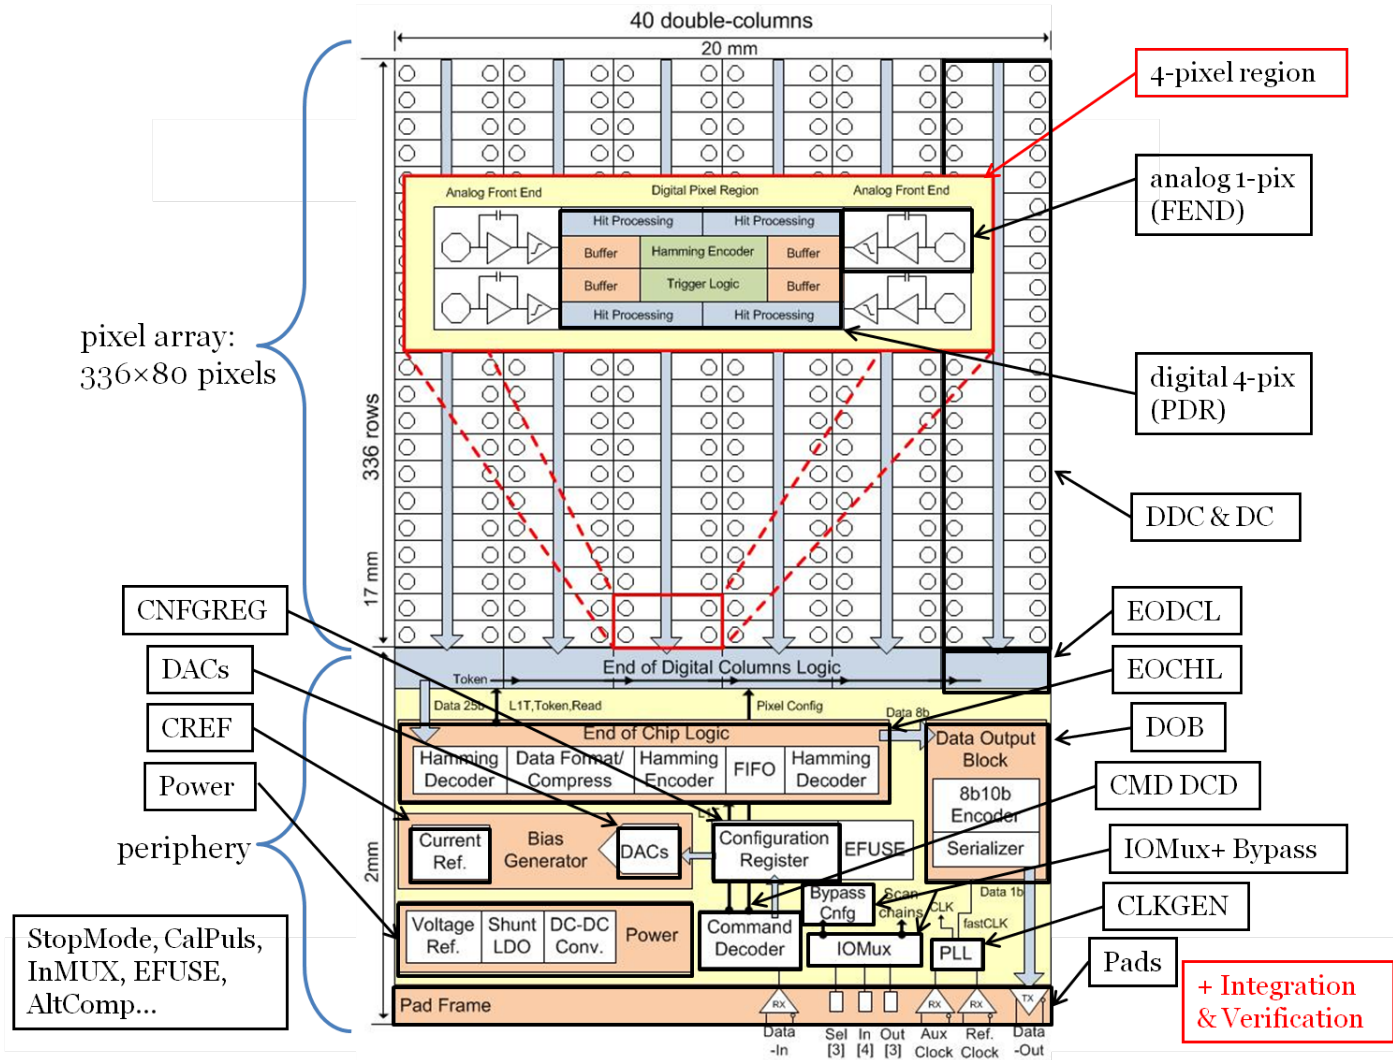 40 double-columns
20 mm
4-pixel region
analog 1-pix
(FEND)
Analog Front End
Digital Pixel Region
Analog Front End
Hit Processing
Hit Processing
Buffer
Hamming Encoder
Buffer
Buffer
Trigger Logic
Buffer
Hit Processing
Hit Processing
pixel array:
336×80 pixels
digital 4-pix
(PDR)
336 rows
17 mm
DDC & DC
CNFGREG
DACs
CREF
Power
periphery
StopMode, CalPuls,
InMUX, EFUSE,
AltComp...
2mm
EODCL
EOCHL
DOB
CMD DCD
IOMux+ Bypass
CLKGEN
Pads
+ Integration
& Verification
End of Digital Columns Logic
Token
Data 25b
L1T,Token,Read
Pixel Config
Data 8b
End of Chip Logic
Hamming
Decoder
Data Format/
Compress
Hamming
Encoder
FIFO
Hamming
Decoder
Data Output
Block
8b10b
Encoder
Serializer
L1T
Current
Ref.
Bias
Generator
DACs
Configuration
Register
EFUSE
Bypass
Cnfg
Scan
chains
CLK
Data 1b
fastCLK
Voltage
Ref.
Shunt
LDO
DC-DC
Conv.
Power
Command
Decoder
IOMux
PLL
Pad Frame
RX
RX
RX
TX
Data
-In
Sel
[3]
In
[4]
Out
[3]
Aux
Clock
Ref.
Clock
Data
-Out